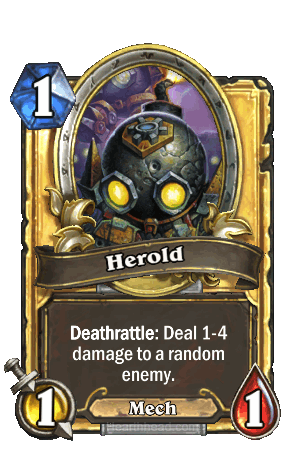 1
Herold
Deathrattle: Deal 1-4
damage to a random
enemy.
1
Mech
1